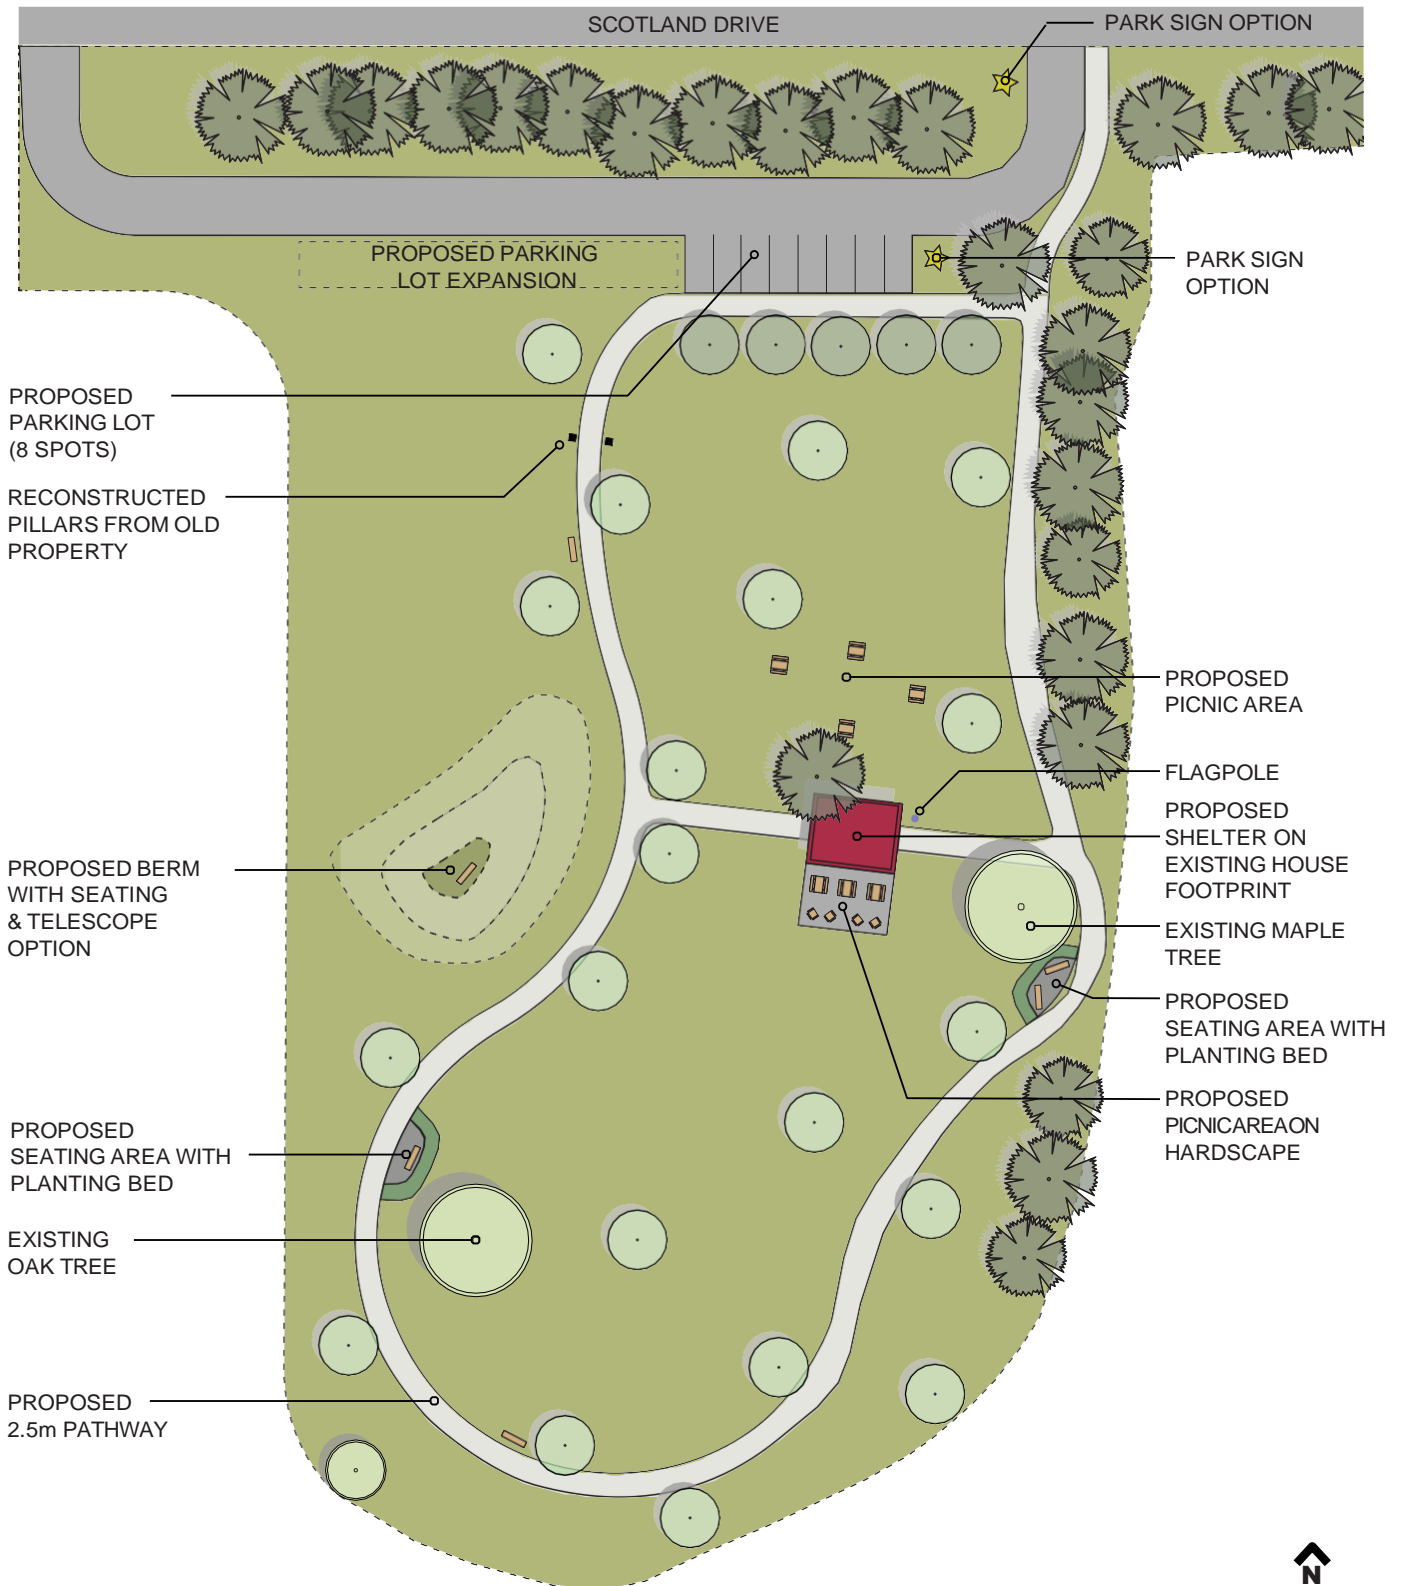 SCOTLAND DRIVE
PARK SIGN OPTION
PROPOSED PARKING
LOT EXPANSION
PARK SIGN
OPTION
PROPOSED
PARKING LOT
(8 SPOTS)
RECONSTRUCTED
PILLARS FROM OLD
PROPERTY
PROPOSED
PICNIC AREA
FLAGPOLE
PROPOSED
SHELTER ON
EXISTING HOUSE
FOOTPRINT
PROPOSED BERM
WITH SEATING
& TELESCOPE
OPTION
EXISTING MAPLE
TREE
PROPOSED
SEATING AREA WITH
PLANTING BED
PROPOSED
PICNICAREAON
HARDSCAPE
PROPOSED
SEATING AREA WITH
PLANTING BED
EXISTING
OAK TREE
PROPOSED
2.5m PATHWAY
N